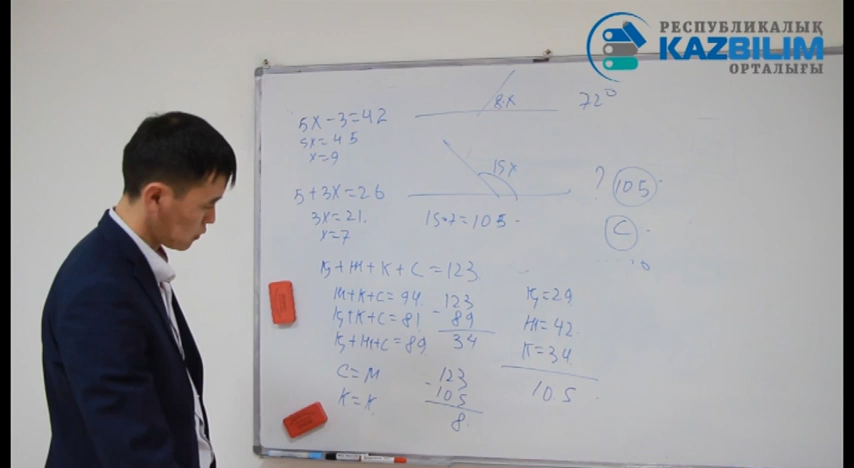 РЕСПУБЛИКАЛЫҚ
KAZBILIM
ОРТАЛЫҒЫ
5x-3=42
5x=45
x=9
8x
72°
5+3x=26
3x=21.
x=7
15x
15·7=105
? 105
C
Қ+Ж+К+С=123
Ж+К+С=94.
Қ+К+С=81
Қ+Ж+С=89
С=М
К=К
-123
89
34
-123
105
8.
Қ=29
Ж=42.
К=34.
105